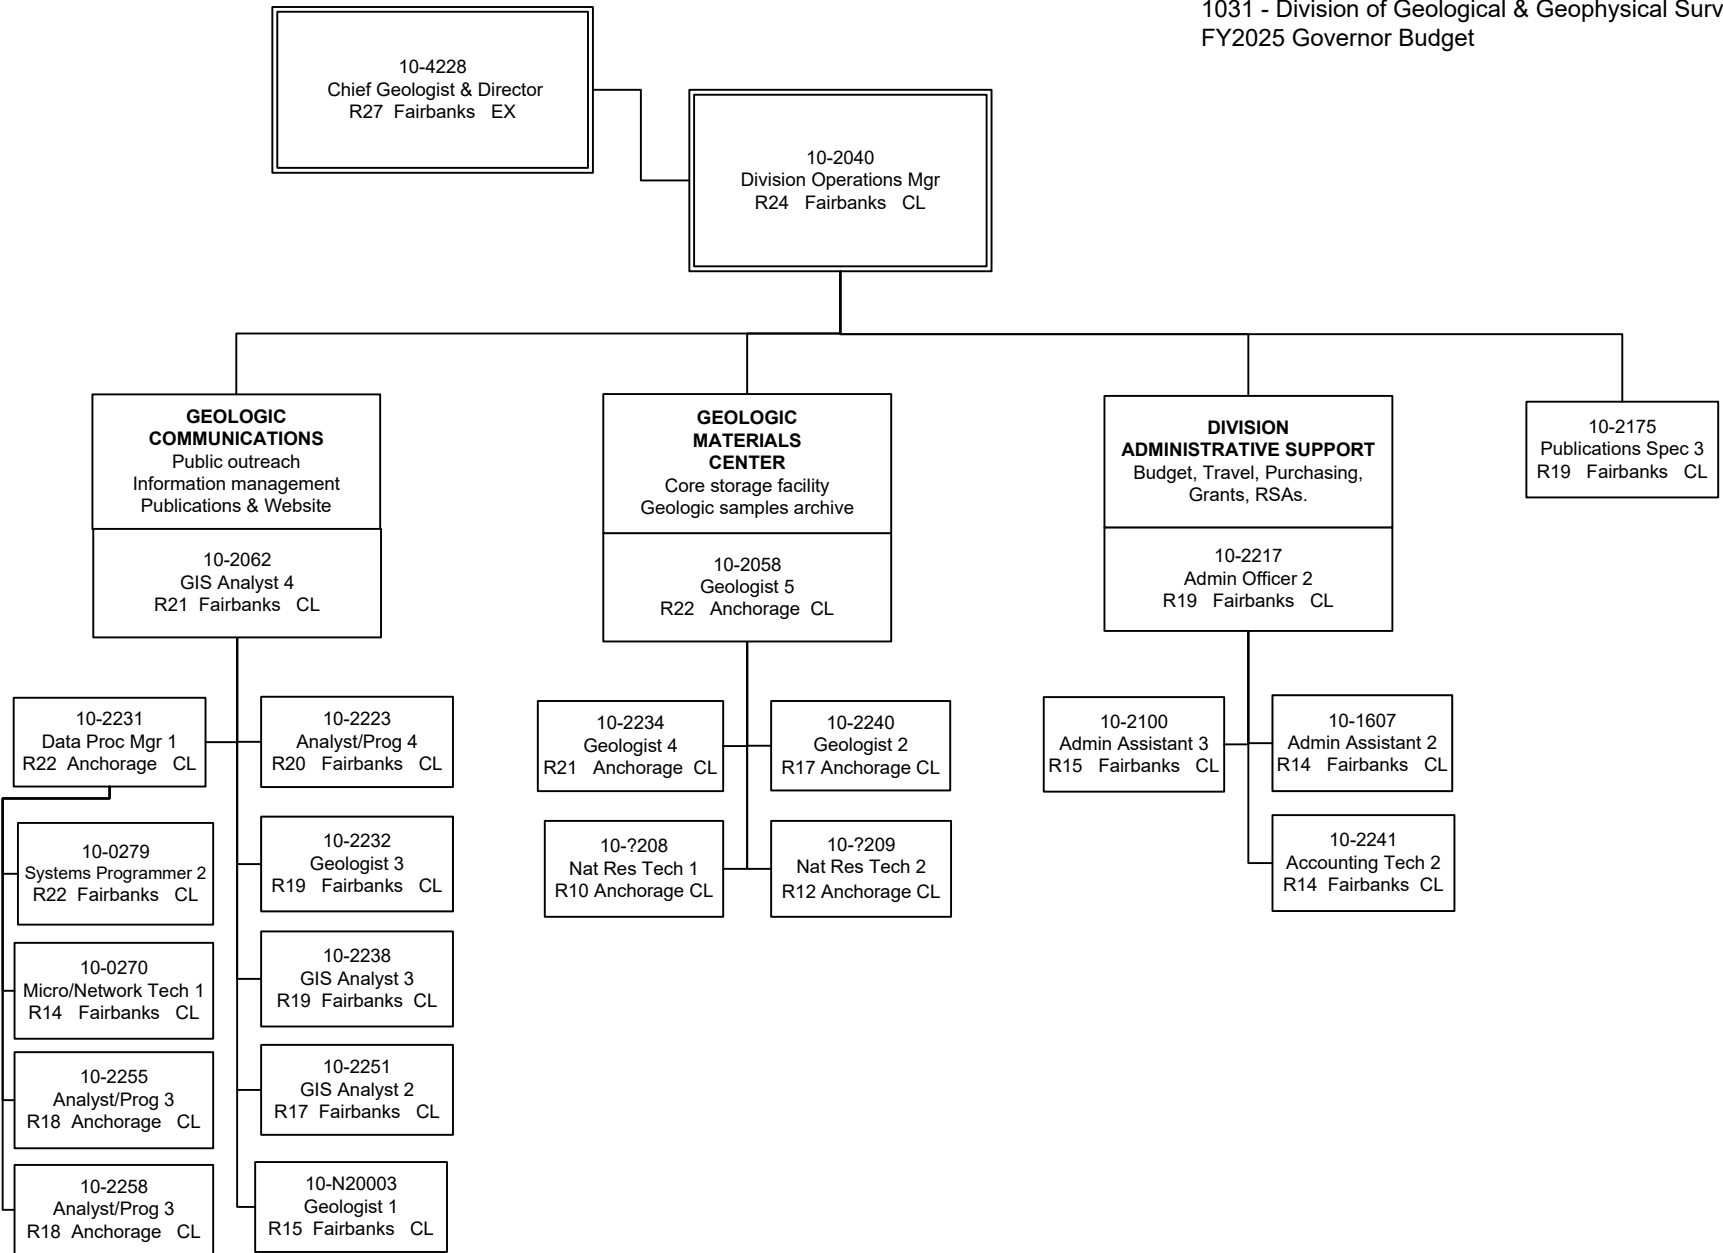 1031 - Division of Geological & Geophysical Surv
FY2025 Governor Budget
10-4228
Chief Geologist & Director
R27 Fairbanks EX
10-2040
Division Operations Mgr
R24 Fairbanks CL
GEOLOGIC
COMMUNICATIONS
Public outreach
Information management
Publications & Website
10-2062
GIS Analyst 4
R21 Fairbanks CL
GEOLOGIC
MATERIALS
CENTER
Core storage facility
Geologic samples archive
10-2058
Geologist 5
R22 Anchorage CL
DIVISION
ADMINISTRATIVE SUPPORT
Budget, Travel, Purchasing,
Grants, RSAs.
10-2217
Admin Officer 2
R19 Fairbanks CL
10-2175
Publications Spec 3
R19 Fairbanks CL
10-2231
Data Proc Mgr 1
R22 Anchorage CL
10-2223
Analyst/Prog 4
R20 Fairbanks CL
10-0279
Systems Programmer 2
R22 Fairbanks CL
10-2232
Geologist 3
R19 Fairbanks CL
10-0270
Micro/Network Tech 1
R14 Fairbanks CL
10-2238
GIS Analyst 3
R19 Fairbanks CL
10-2255
Analyst/Prog 3
R18 Anchorage CL
10-2251
GIS Analyst 2
R17 Fairbanks CL
10-2258
Analyst/Prog 3
R18 Anchorage CL
10-N20003
Geologist 1
R15 Fairbanks CL
10-2234
Geologist 4
R21 Anchorage CL
10-2240
Geologist 2
R17 Anchorage CL
10-?208
Nat Res Tech 1
R10 Anchorage CL
10-?209
Nat Res Tech 2
R12 Anchorage CL
10-2100
Admin Assistant 3
R15 Fairbanks CL
10-1607
Admin Assistant 2
R14 Fairbanks CL
10-2241
Accounting Tech 2
R14 Fairbanks CL